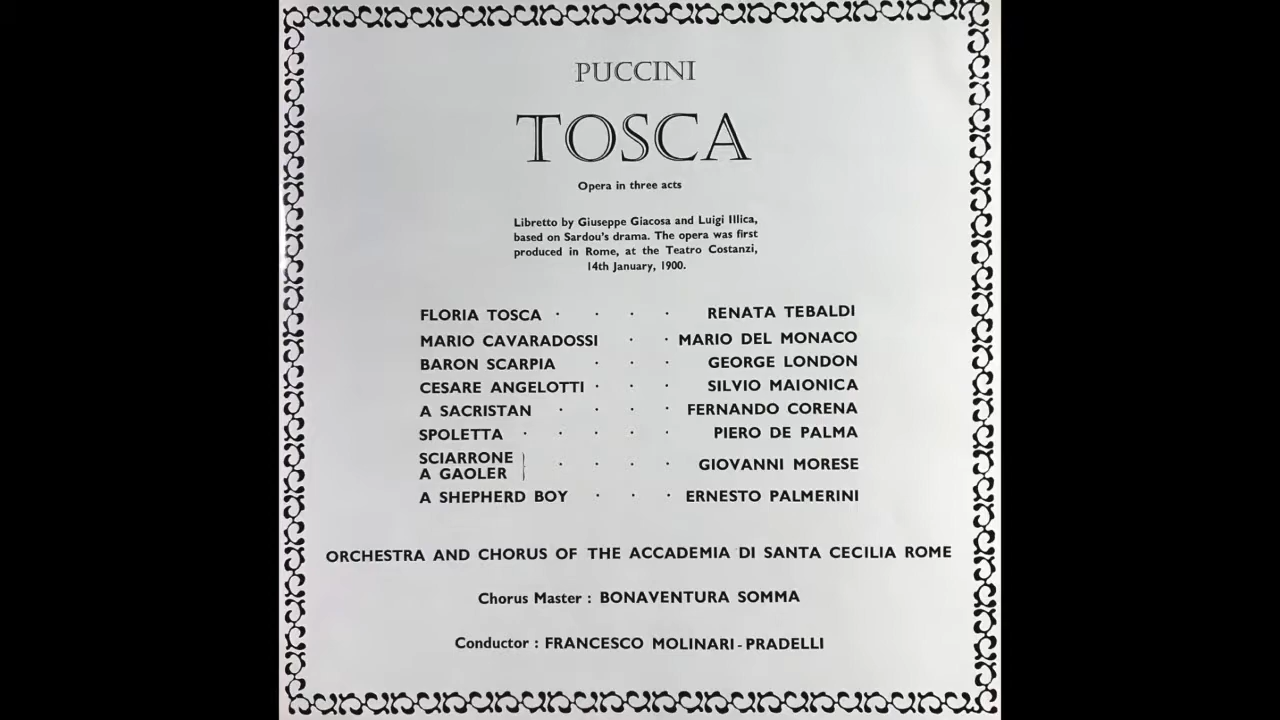 PUCCINI
TOSCA
Opera in three acts
Libretto by Giuseppe Giacosa and Luigi Illica,
based on Sardou's drama. The opera was first
produced in Rome, at the Teatro Costanzi,
14th January, 1900.
FLORIA TOSCA · · · · RENATA TEBALDI
MARIO CAVARADOSSI · · MARIO DEL MONACO
BARON SCARPIA · · · GEORGE LONDON
CESARE ANGELOTTI · · · SILVIO MAIONICA
A SACRISTAN · · · · FERNANDO CORENA
SPOLETTA · · · · · PIERO DE PALMA
SCIARRONE
A GAOLER · · · · GIOVANNI MORESE
A SHEPHERD BOY · · · ERNESTO PALMERINI
ORCHESTRA AND CHORUS OF THE ACCADEMIA DI SANTA CECILIA ROME
Chorus Master : BONAVENTURA SOMMA
Conductor : FRANCESCO MOLINARI-PRADELLI